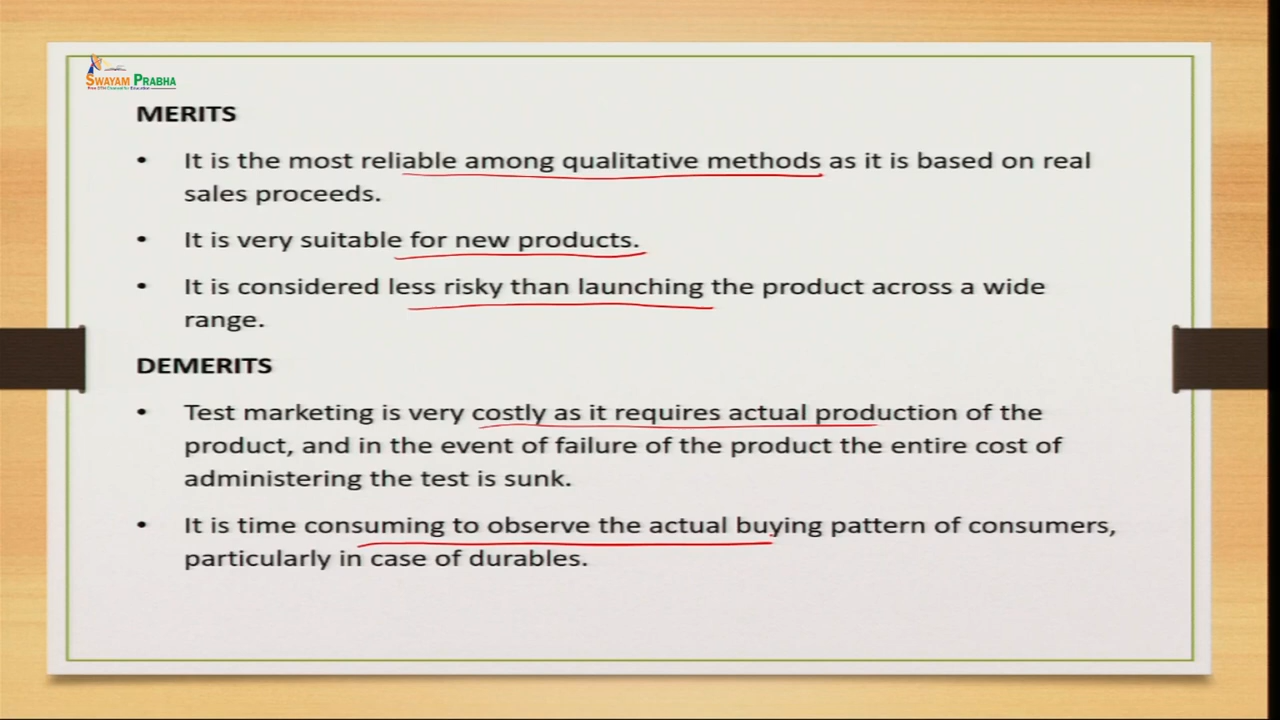 SWAYAM PRABHA
MERITS
• It is the most reliable among qualitative methods as it is based on real
sales proceeds.
• It is very suitable for new products.
• It is considered less risky than launching the product across a wide
range.
DEMERITS
• Test marketing is very costly as it requires actual production of the
product, and in the event of failure of the product the entire cost of
administering the test is sunk.
• It is time consuming to observe the actual buying pattern of consumers,
particularly in case of durables.